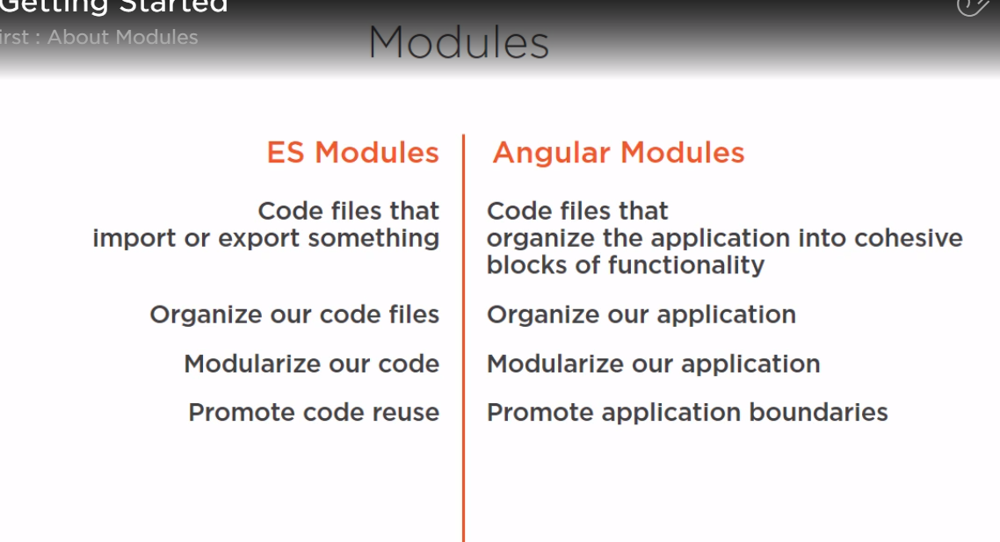 Getting Started
irst : About Modules
Modules
ES Modules
Code files that
import or export something
Organize our code files
Modularize our code
Promote code reuse
Angular Modules
Code files that
organize the application into cohesive
blocks of functionality
Organize our application
Modularize our application
Promote application boundaries